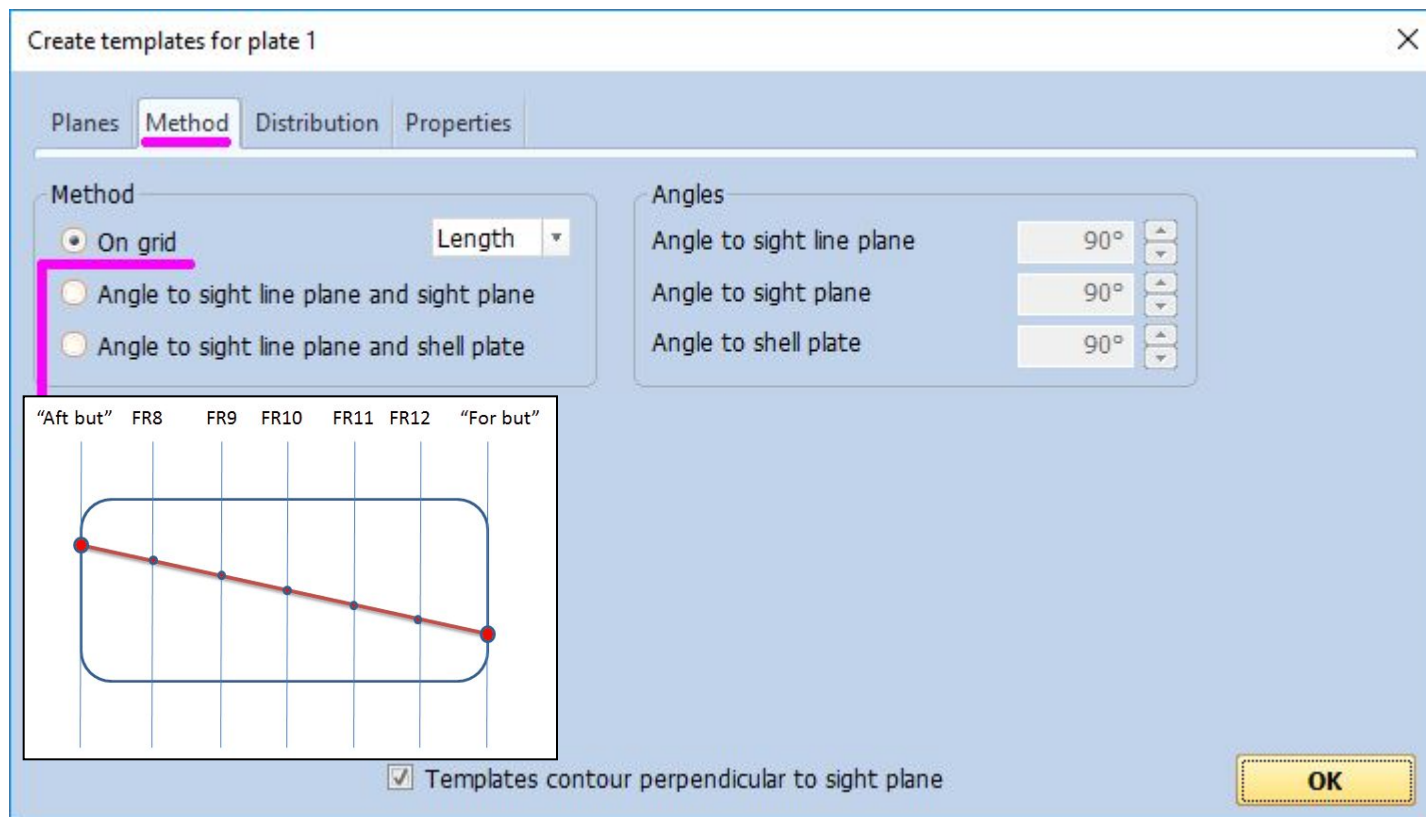 Create templates for plate 1
Planes Method Distribution Properties
Method
On grid Length
Angle to sight line plane and sight plane
Angle to sight line plane and shell plate
Angles
Angle to sight line plane 90°
Angle to sight plane 90°
Angle to shell plate 90°
“Aft but” FR8 FR9 FR10 FR11 FR12 “For but”
Templates contour perpendicular to sight plane
OK